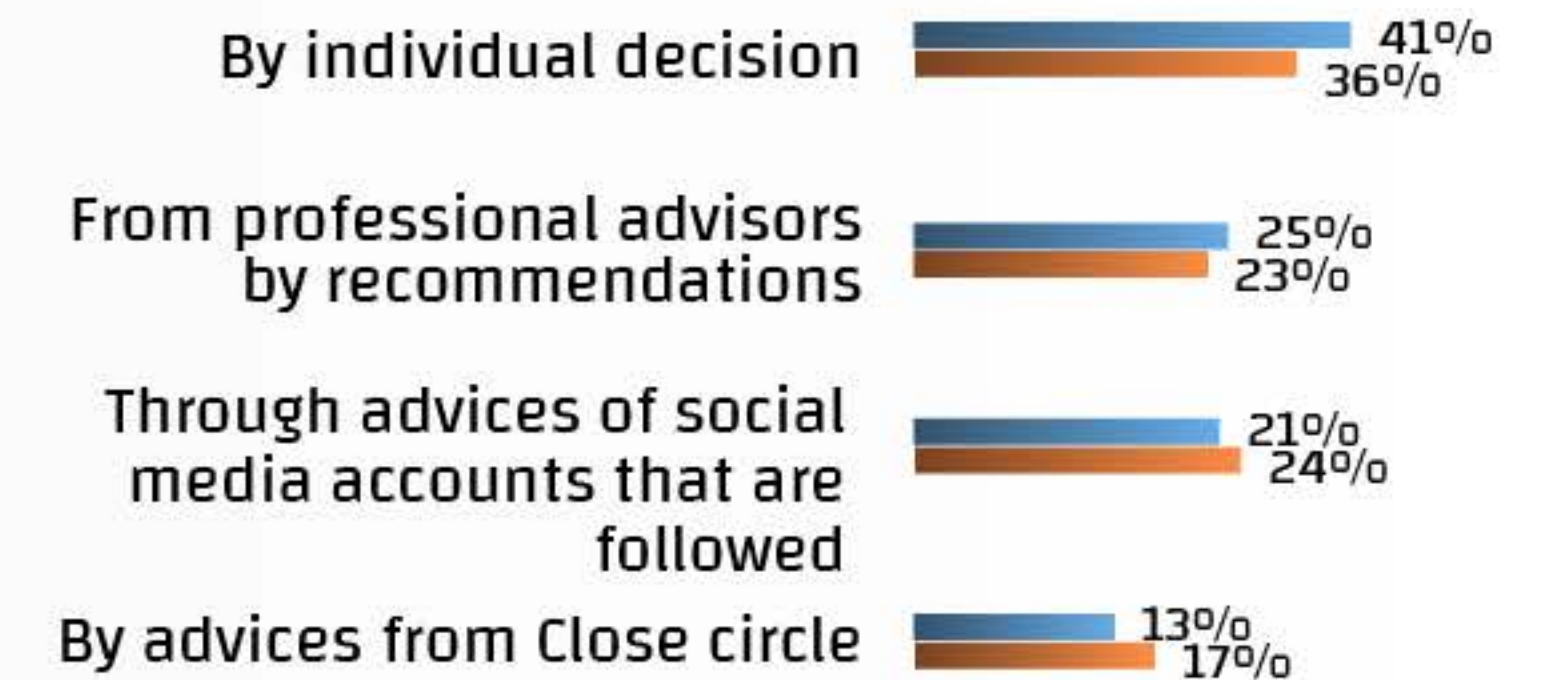 By individual decision
41%
36%
From professional advisors
by recommendations
25%
23%
Through advices of social
media accounts that are
followed
21%
24%
By advices from Close circle
13%
17%